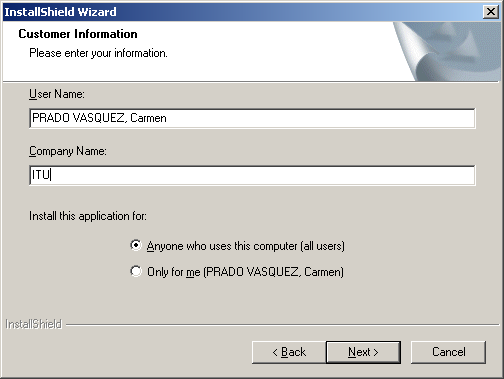 InstallShield Wizard
Customer Information
Please enter your information.
User Name:
PRADO VASQUEZ, Carmen
Company Name:
ITU
Install this application for:
Anyone who uses this computer (all users)
Only for me (PRADO VASQUEZ, Carmen)
InstallShield
< Back Next > Cancel